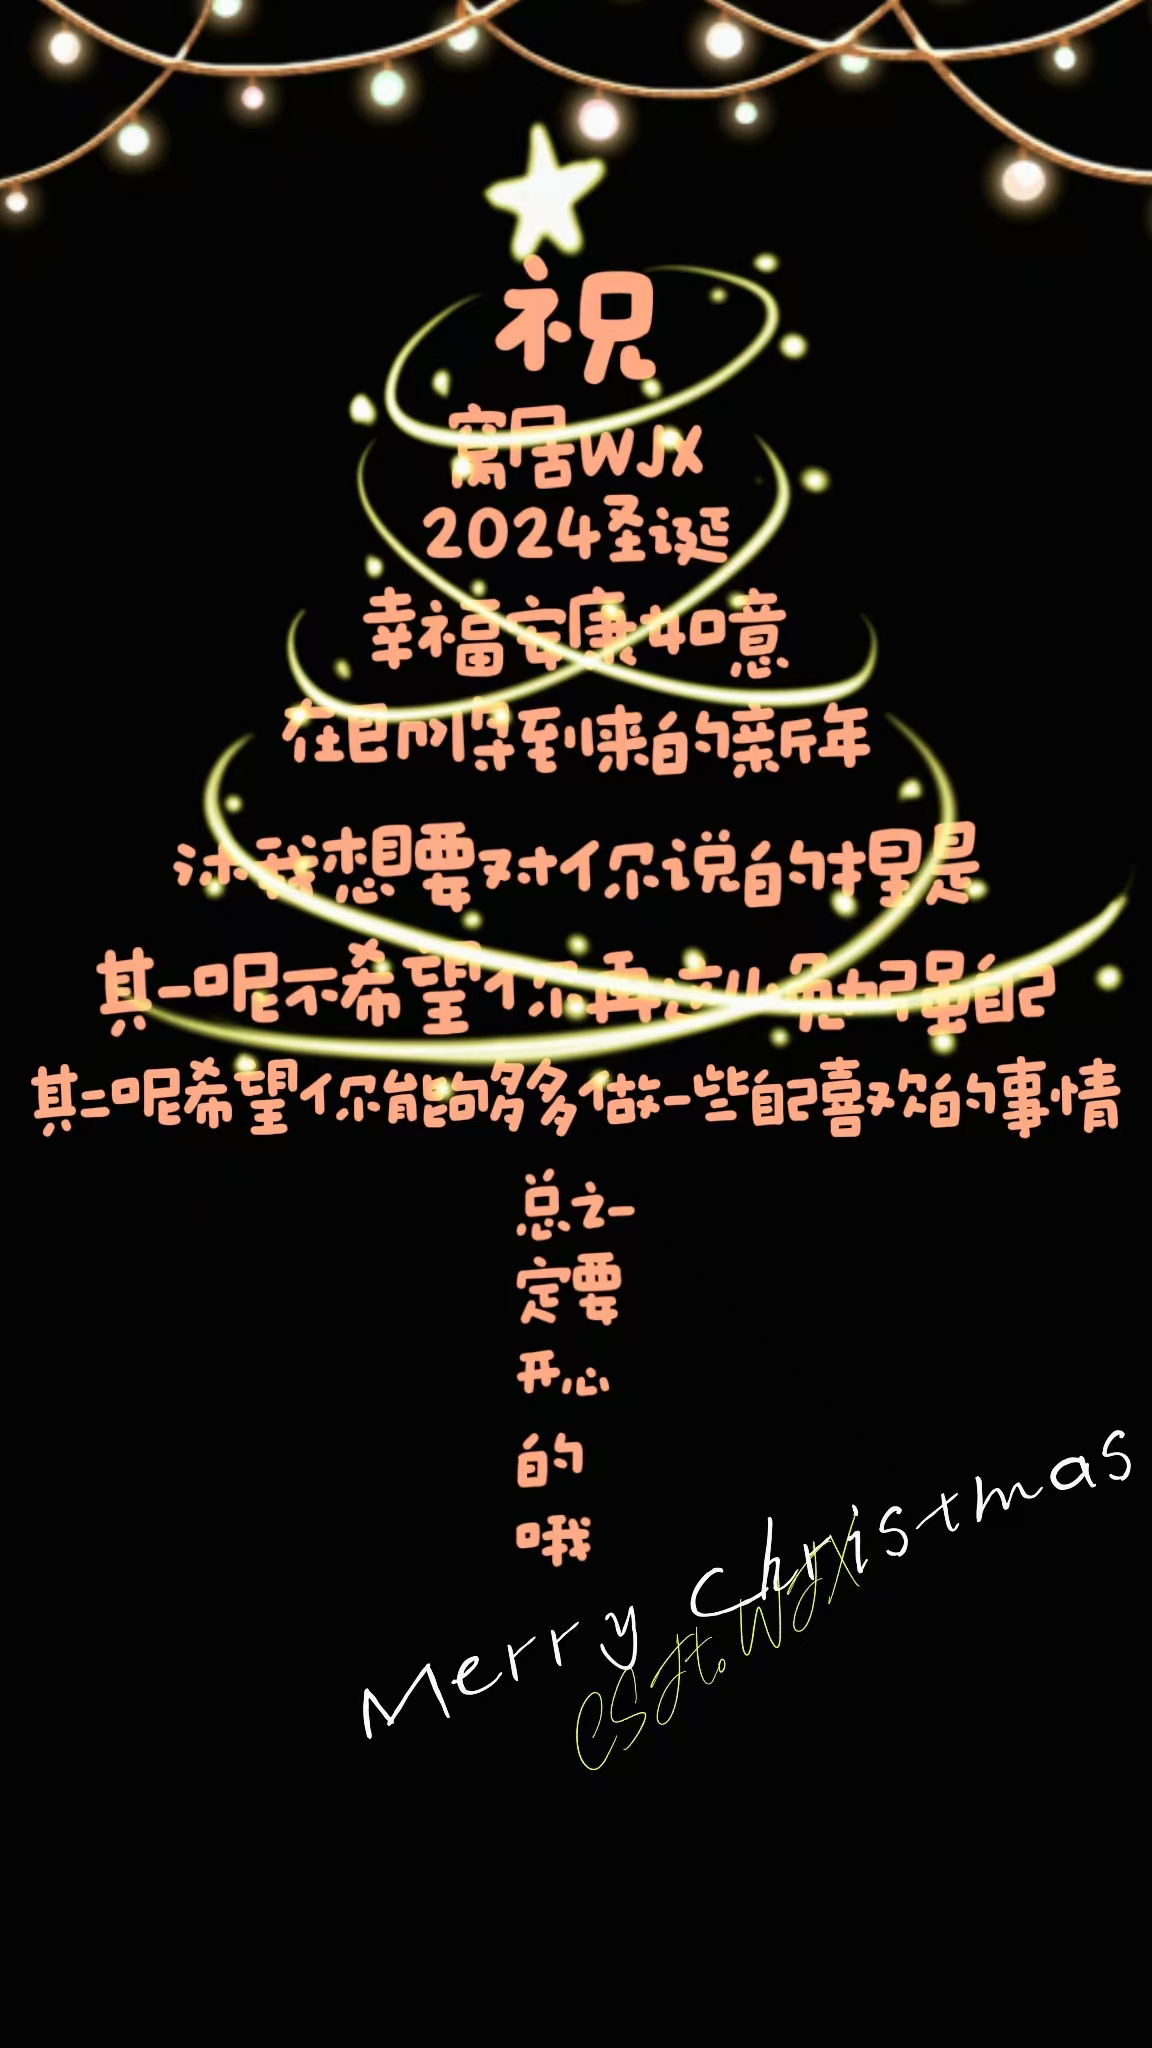 祝
窝居WJX
2024圣诞
幸福安康如意
在即将到来的新年
沐我想要对你说的挰是
其一呢不希望你再这么勉强自己
其二呢希望你能够多多做一些自己喜欢的事情
总之一
定要
开心
的
哦
Merry Christmas
WJX